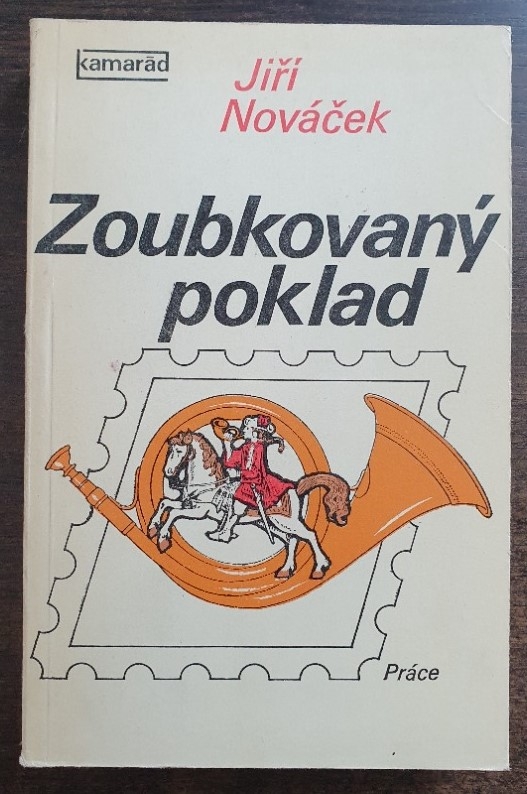 kamarád
Jiří
Nováček
Zoubkovaný
poklad
Práce